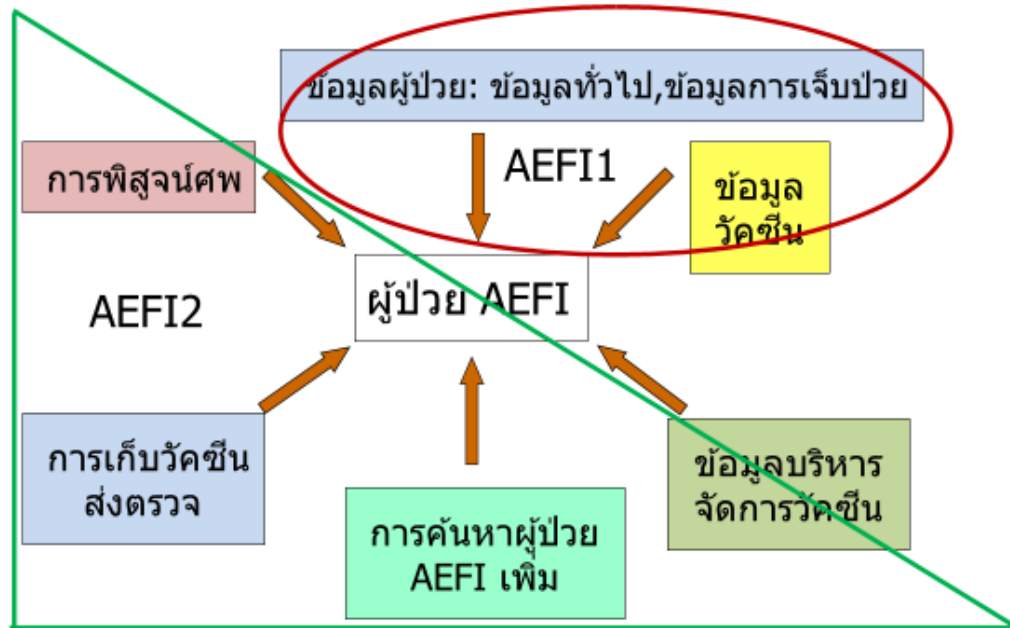 ข้อมูลผู้ป่วย: ข้อมูลทั่วไป,ข้อมูลการเจ็บป่วย
การพิสูจน์ศพ
AEFI1
ข้อมูล
วัคซีน
AEFI2
ผู้ป่วย AEFI
การเก็บวัคซีน
ส่งตรวจ
การค้นหาผู้ป่วย
AEFI เพิ่ม
ข้อมูลบริหาร
จัดการวัคซีน